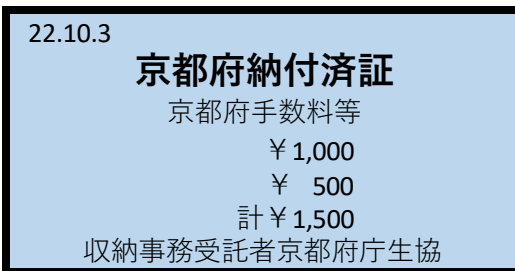 22.10.3
京都府納付済証
京都府手数料等
￥1,000
￥ 500
計￥1,500
収納事務受託者京都府庁生協